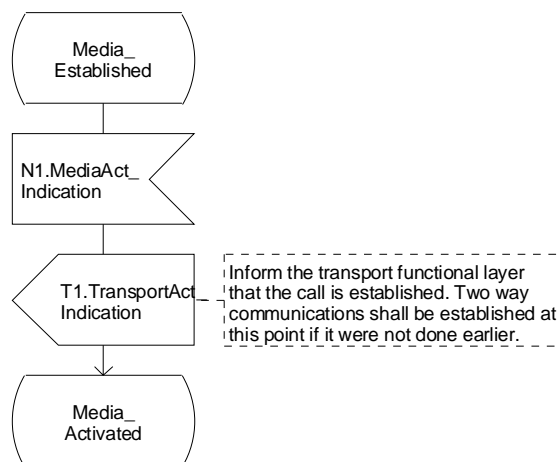 Media_
Established
N1.MediaAct_
Indication
T1.TransportAct
Indication
Inform the transport functional layer
that the call is established. Two way
communications shall be established at
this point if it were not done earlier.
Media_
Activated